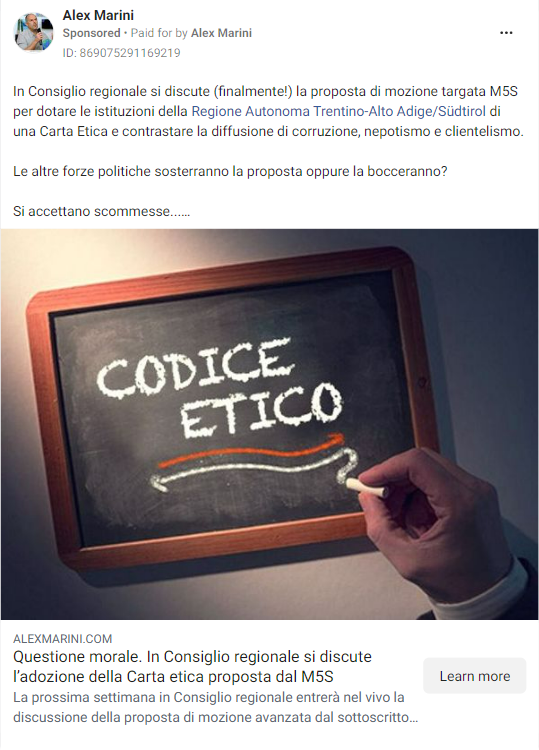 Alex Marini
Sponsored • Paid for by Alex Marini
ID: 869075291169219
In Consiglio regionale si discute (finalmente!) la proposta di mozione targata M5S
per dotare le istituzioni della Regione Autonoma Trentino-Alto Adige/Südtirol di
una Carta Etica e contrastare la diffusione di corruzione, nepotismo e clientelismo.
Le altre forze politiche sosterranno la proposta oppure la bocceranno?
Si accettano scommesse......
CODICE
ETICO
ALEXMARINI.COM
Questione morale. In Consiglio regionale si discute
l'adozione della Carta etica proposta dal M5S
Learn more
La prossima settimana in Consiglio regionale entrerà nel vivo la
discussione della proposta di mozione avanzata dal sottoscritto...